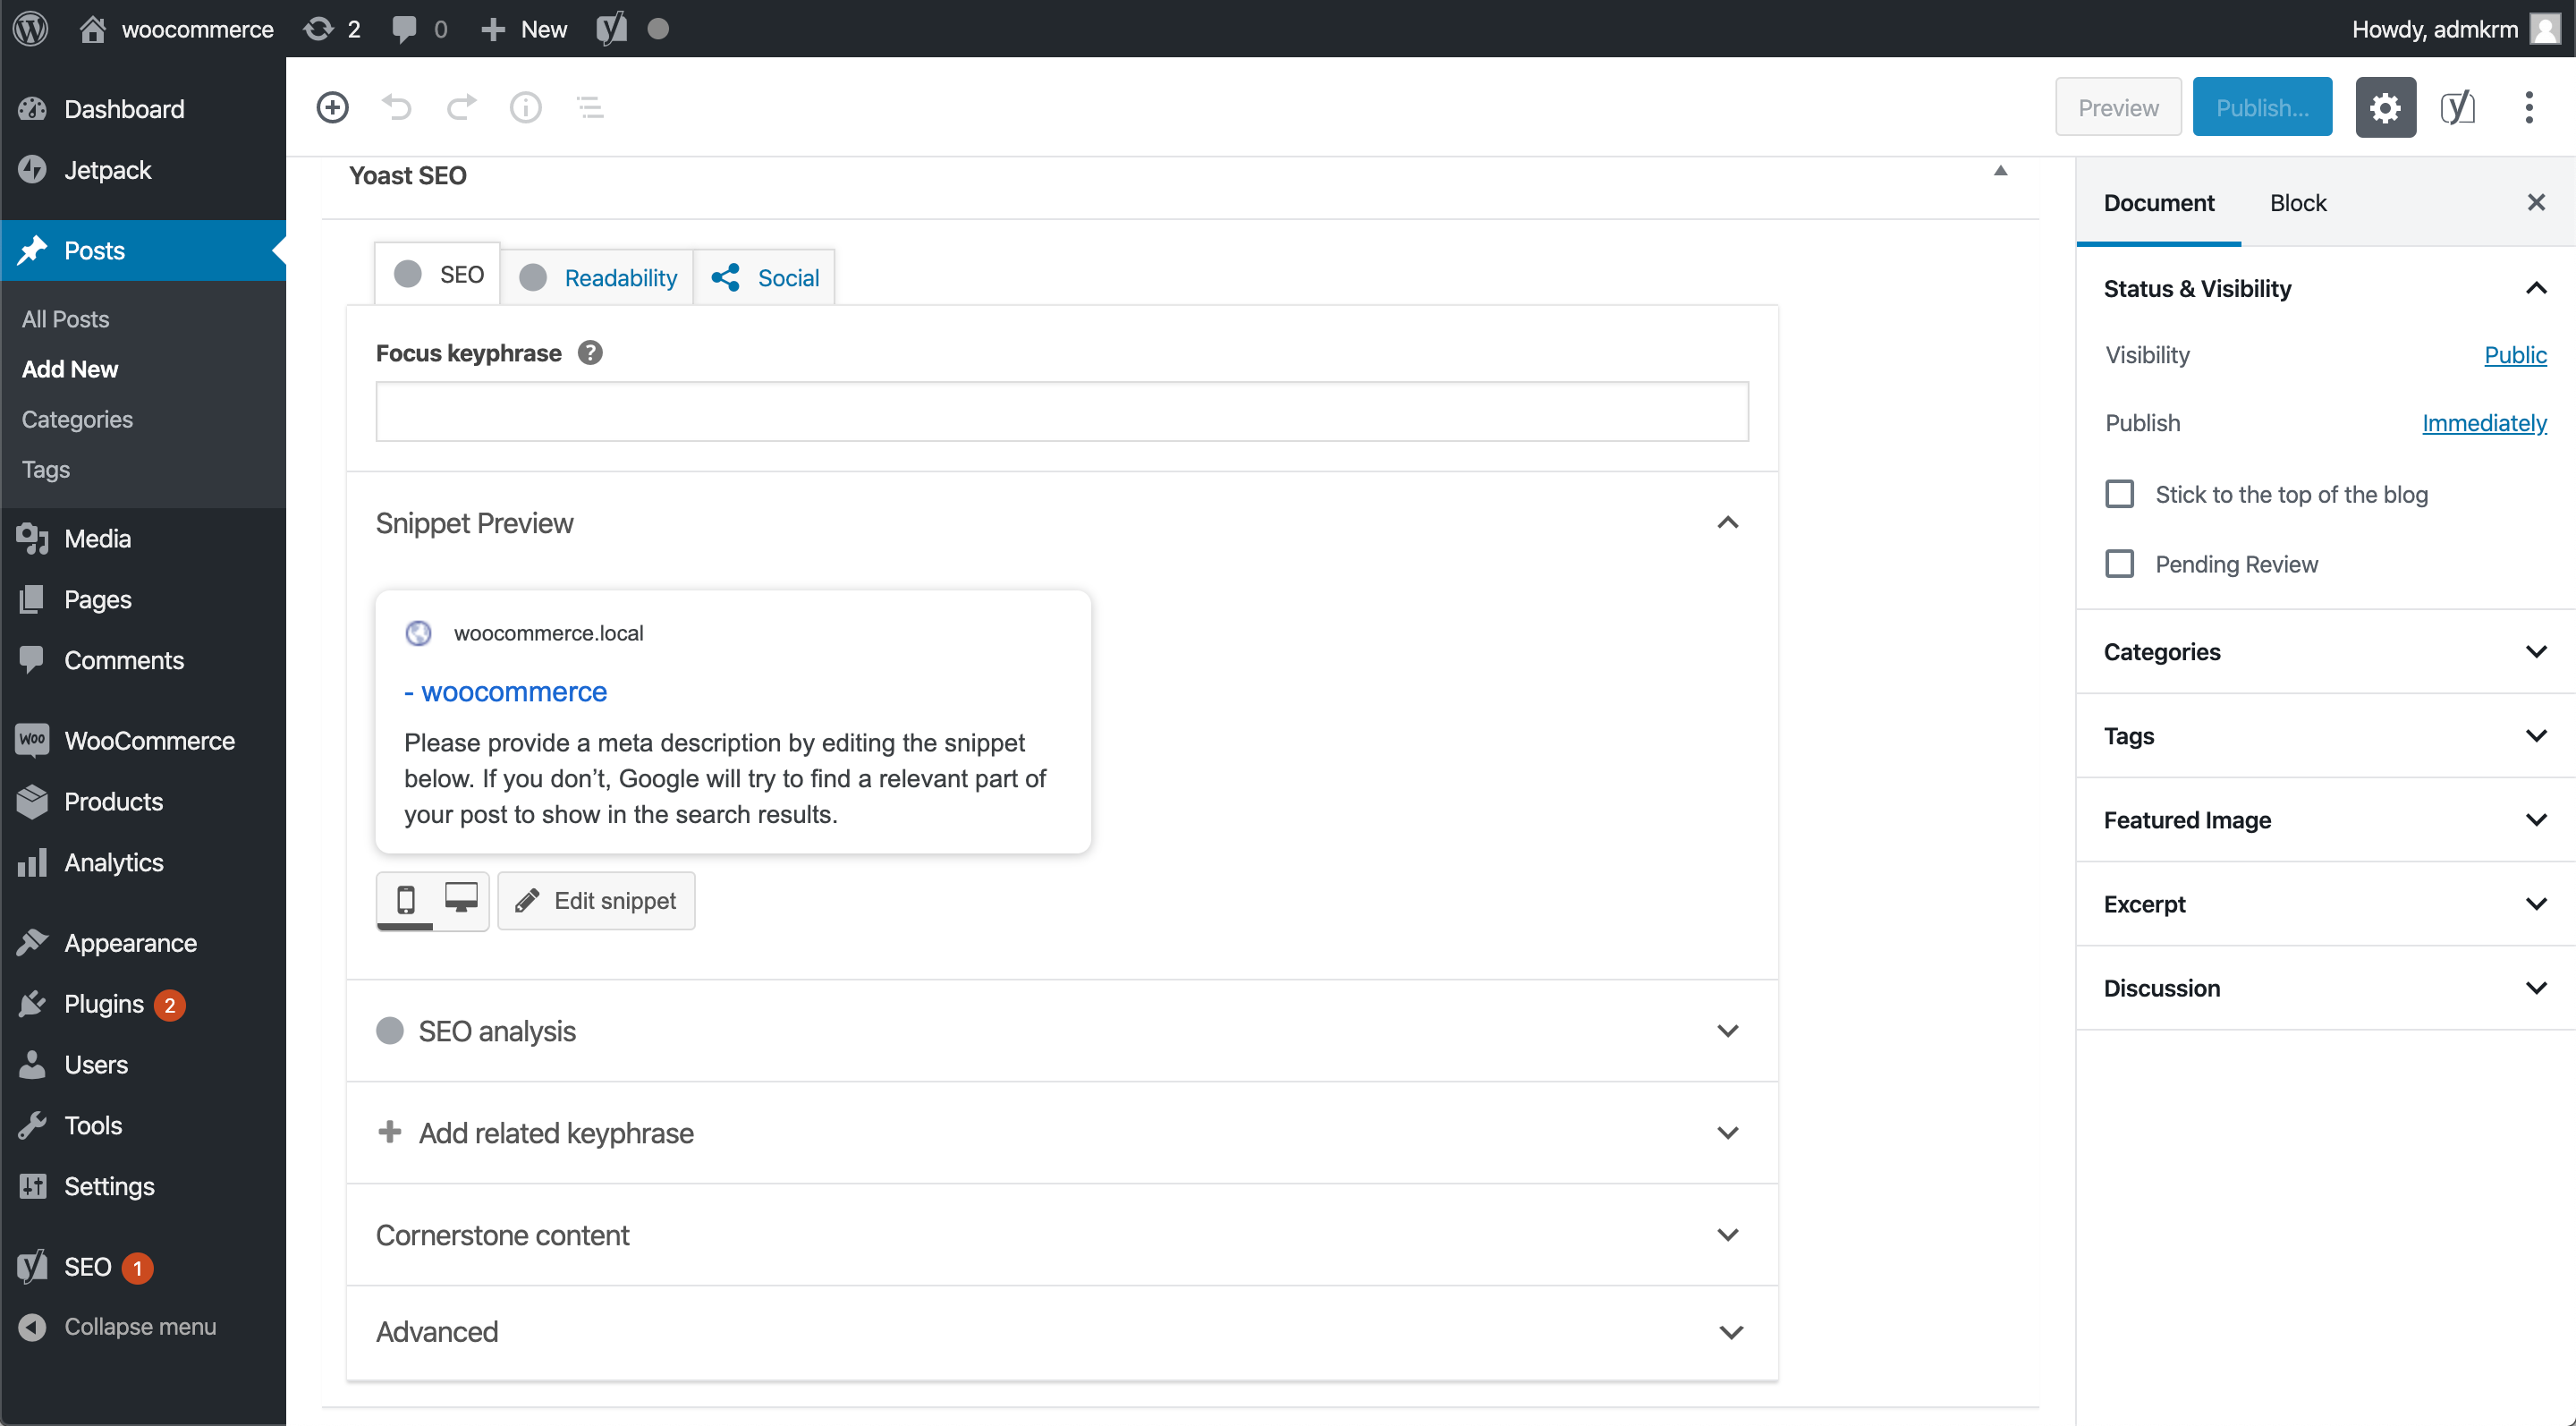 woocommerce 2 0 New Howdy, admkrm
Dashboard
Jetpack
Posts
All Posts
Add New
Categories
Tags
Media
Pages
Comments
WOO WooCommerce
Products
Analytics
Appearance
Plugins 2
Users
Tools
Settings
SEO 1
Collapse menu
Preview Publish...
Yoast SEO
SEO Readability Social
Focus keyphrase ?
Snippet Preview
woocommerce.local
- woocommerce
Please provide a meta description by editing the snippet
below. If you don’t, Google will try to find a relevant part of
your post to show in the search results.
Edit snippet
SEO analysis
Add related keyphrase
Cornerstone content
Advanced
Document Block
Status & Visibility
Visibility Public
Publish Immediately
Stick to the top of the blog
Pending Review
Categories
Tags
Featured Image
Excerpt
Discussion